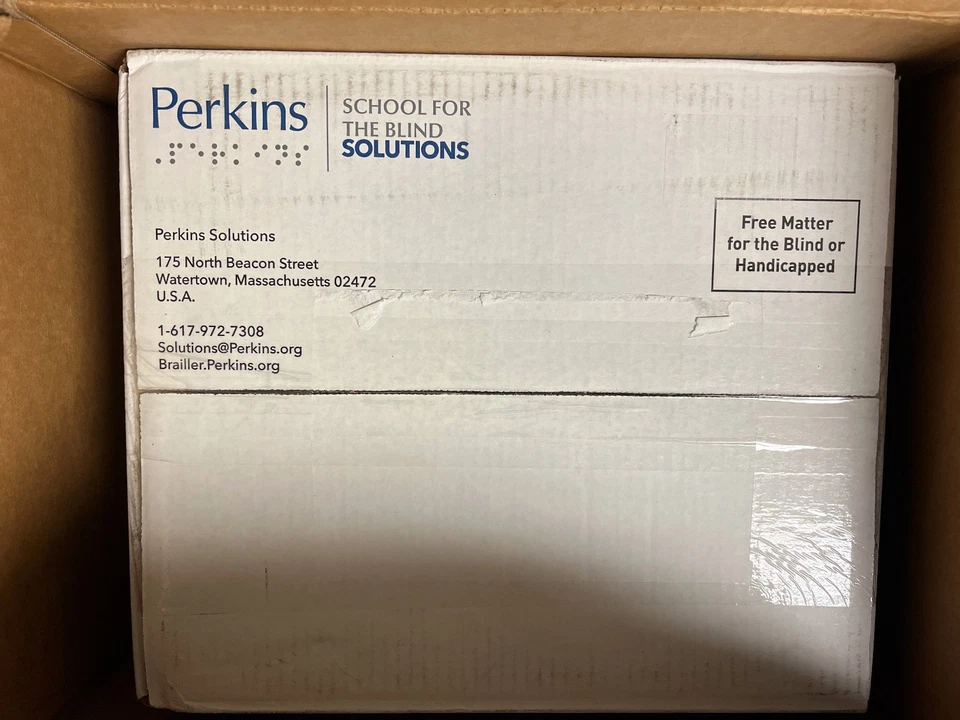 Perkins
⠠⠏⠑⠗⠅⠊⠝⠎
SCHOOL FOR
THE BLIND
SOLUTIONS
Free Matter
for the Blind or
Handicapped
Perkins Solutions
175 North Beacon Street
Watertown, Massachusetts 02472
U.S.A.
1-617-972-7308
Solutions@Perkins.org
Brailler.Perkins.org